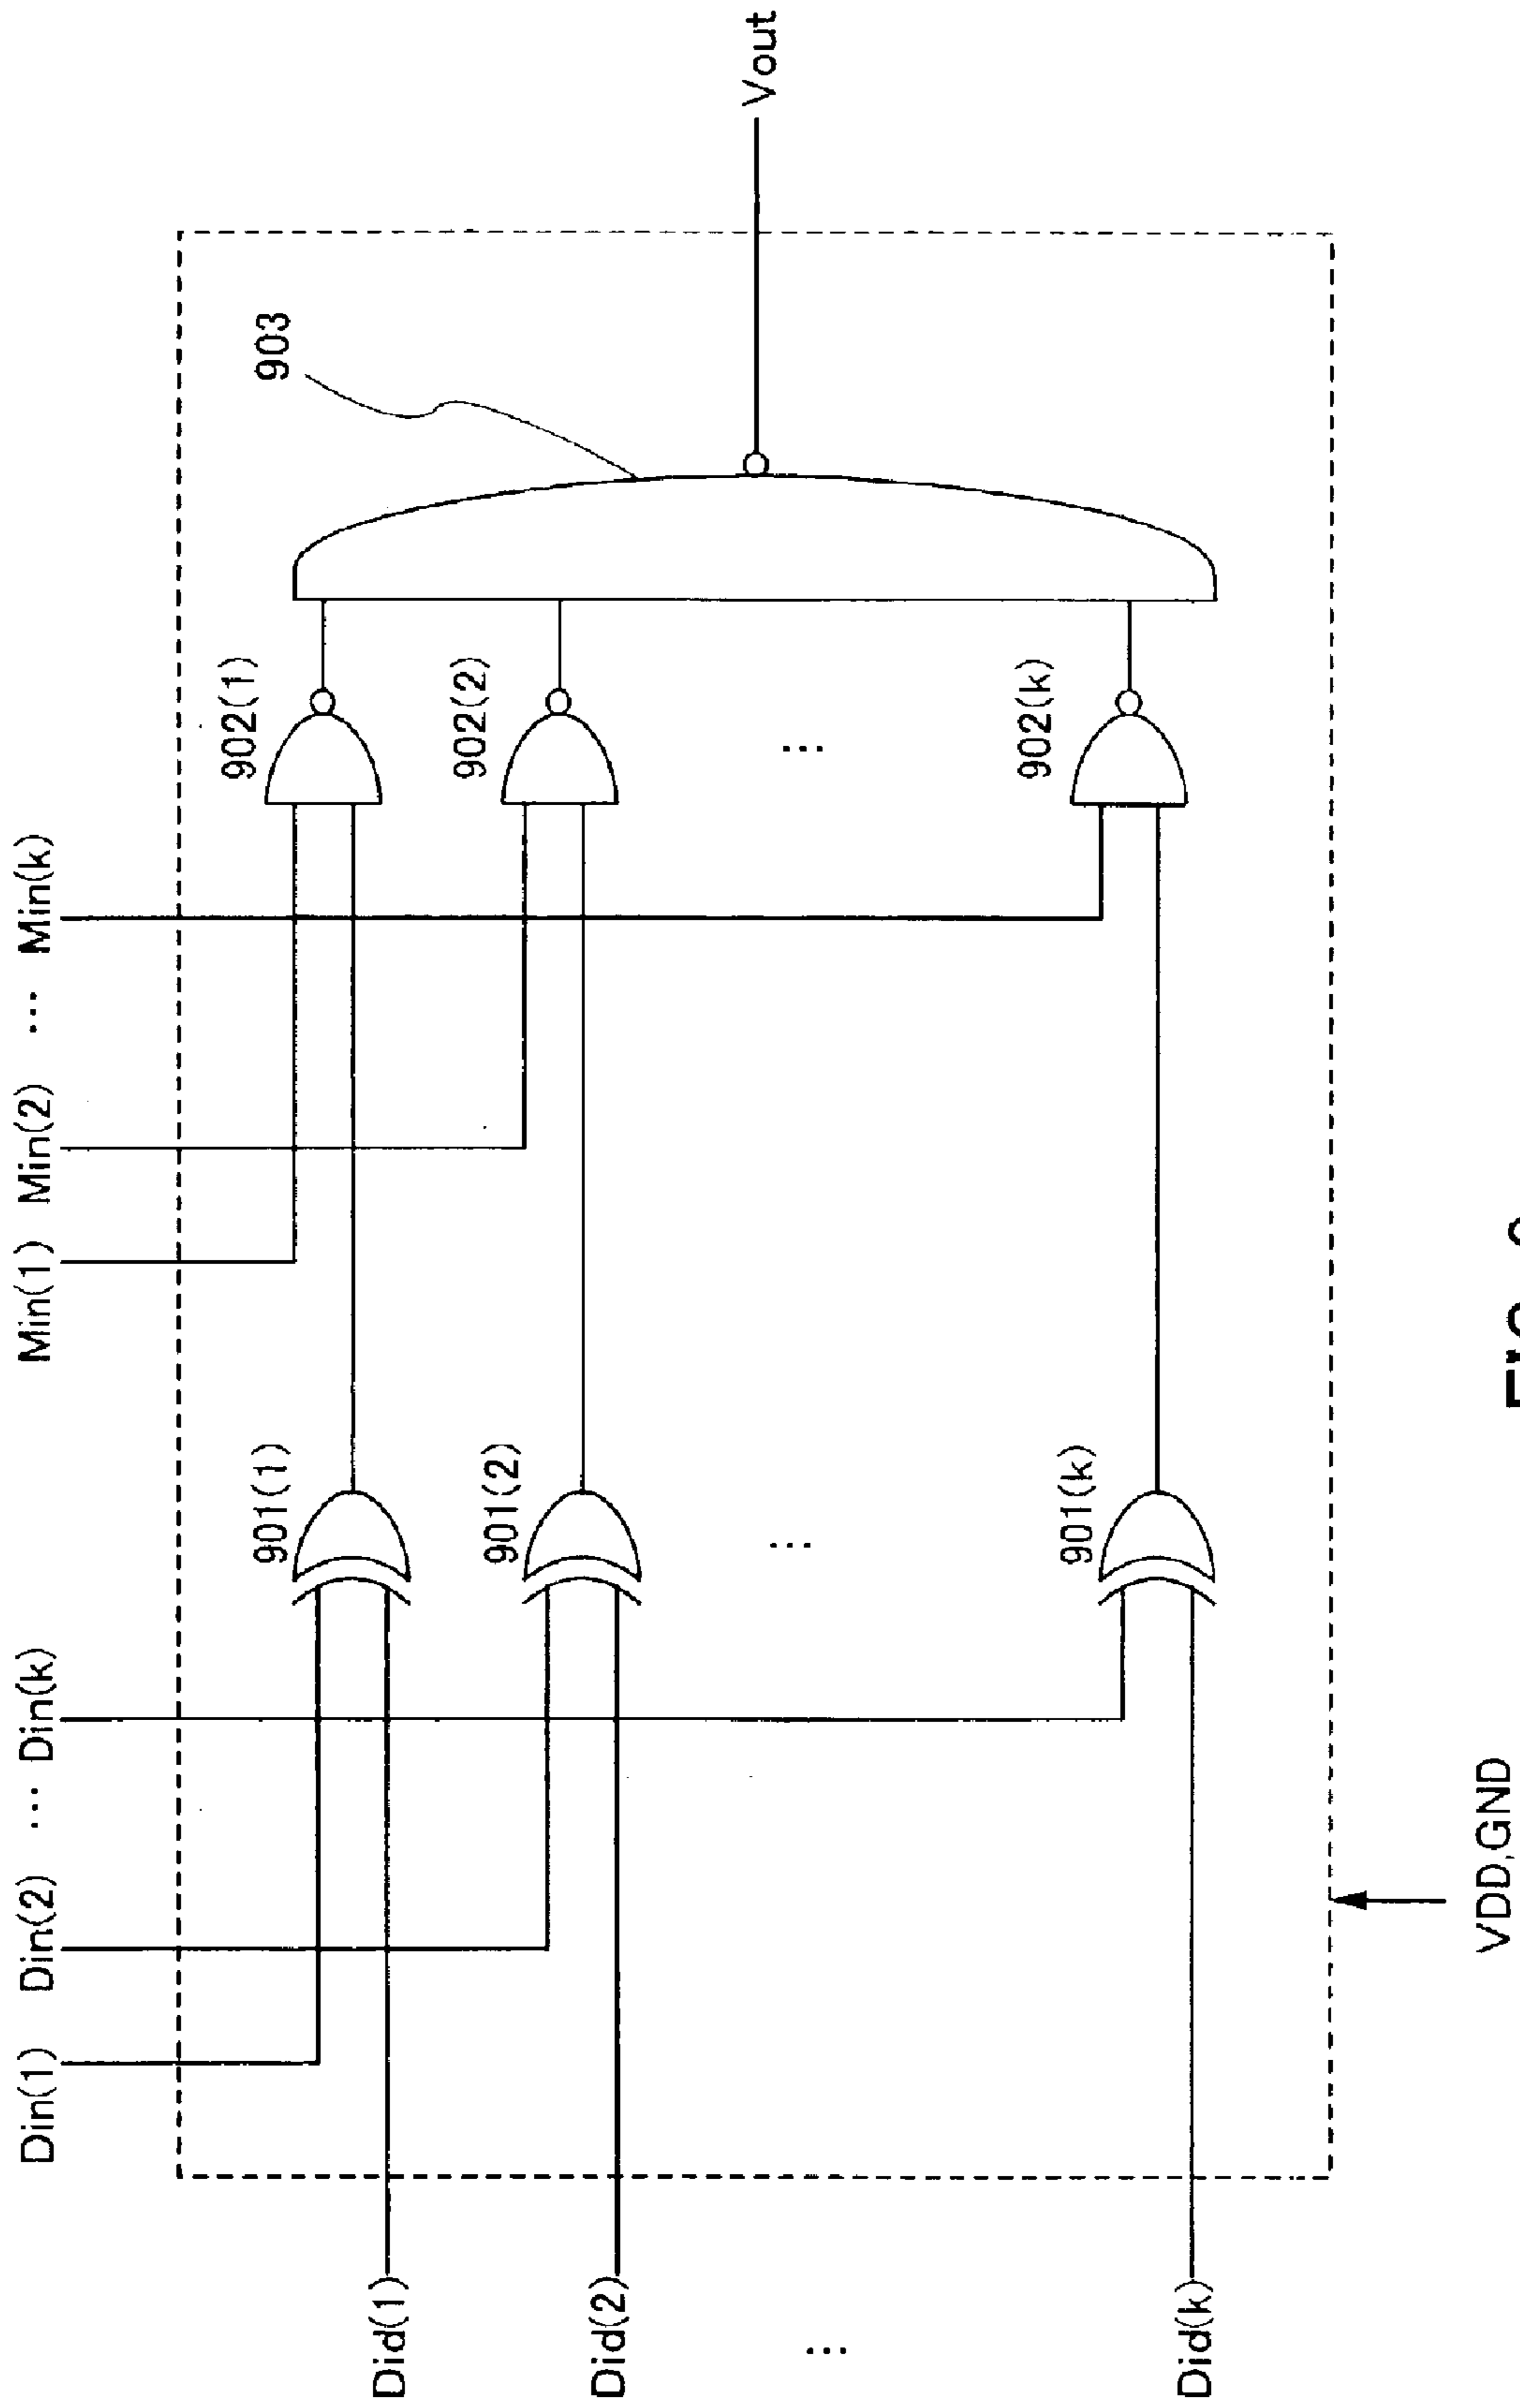 Din(1) Din(2) ... Din(k) Min(1) Min(2) ... Min(k)
901(1) 902(1) 903
Did(1)
901(2) 902(2)
Did(2)
Vout
... ... ...
901(k) 902(k)
Did(k)
VDD,GND